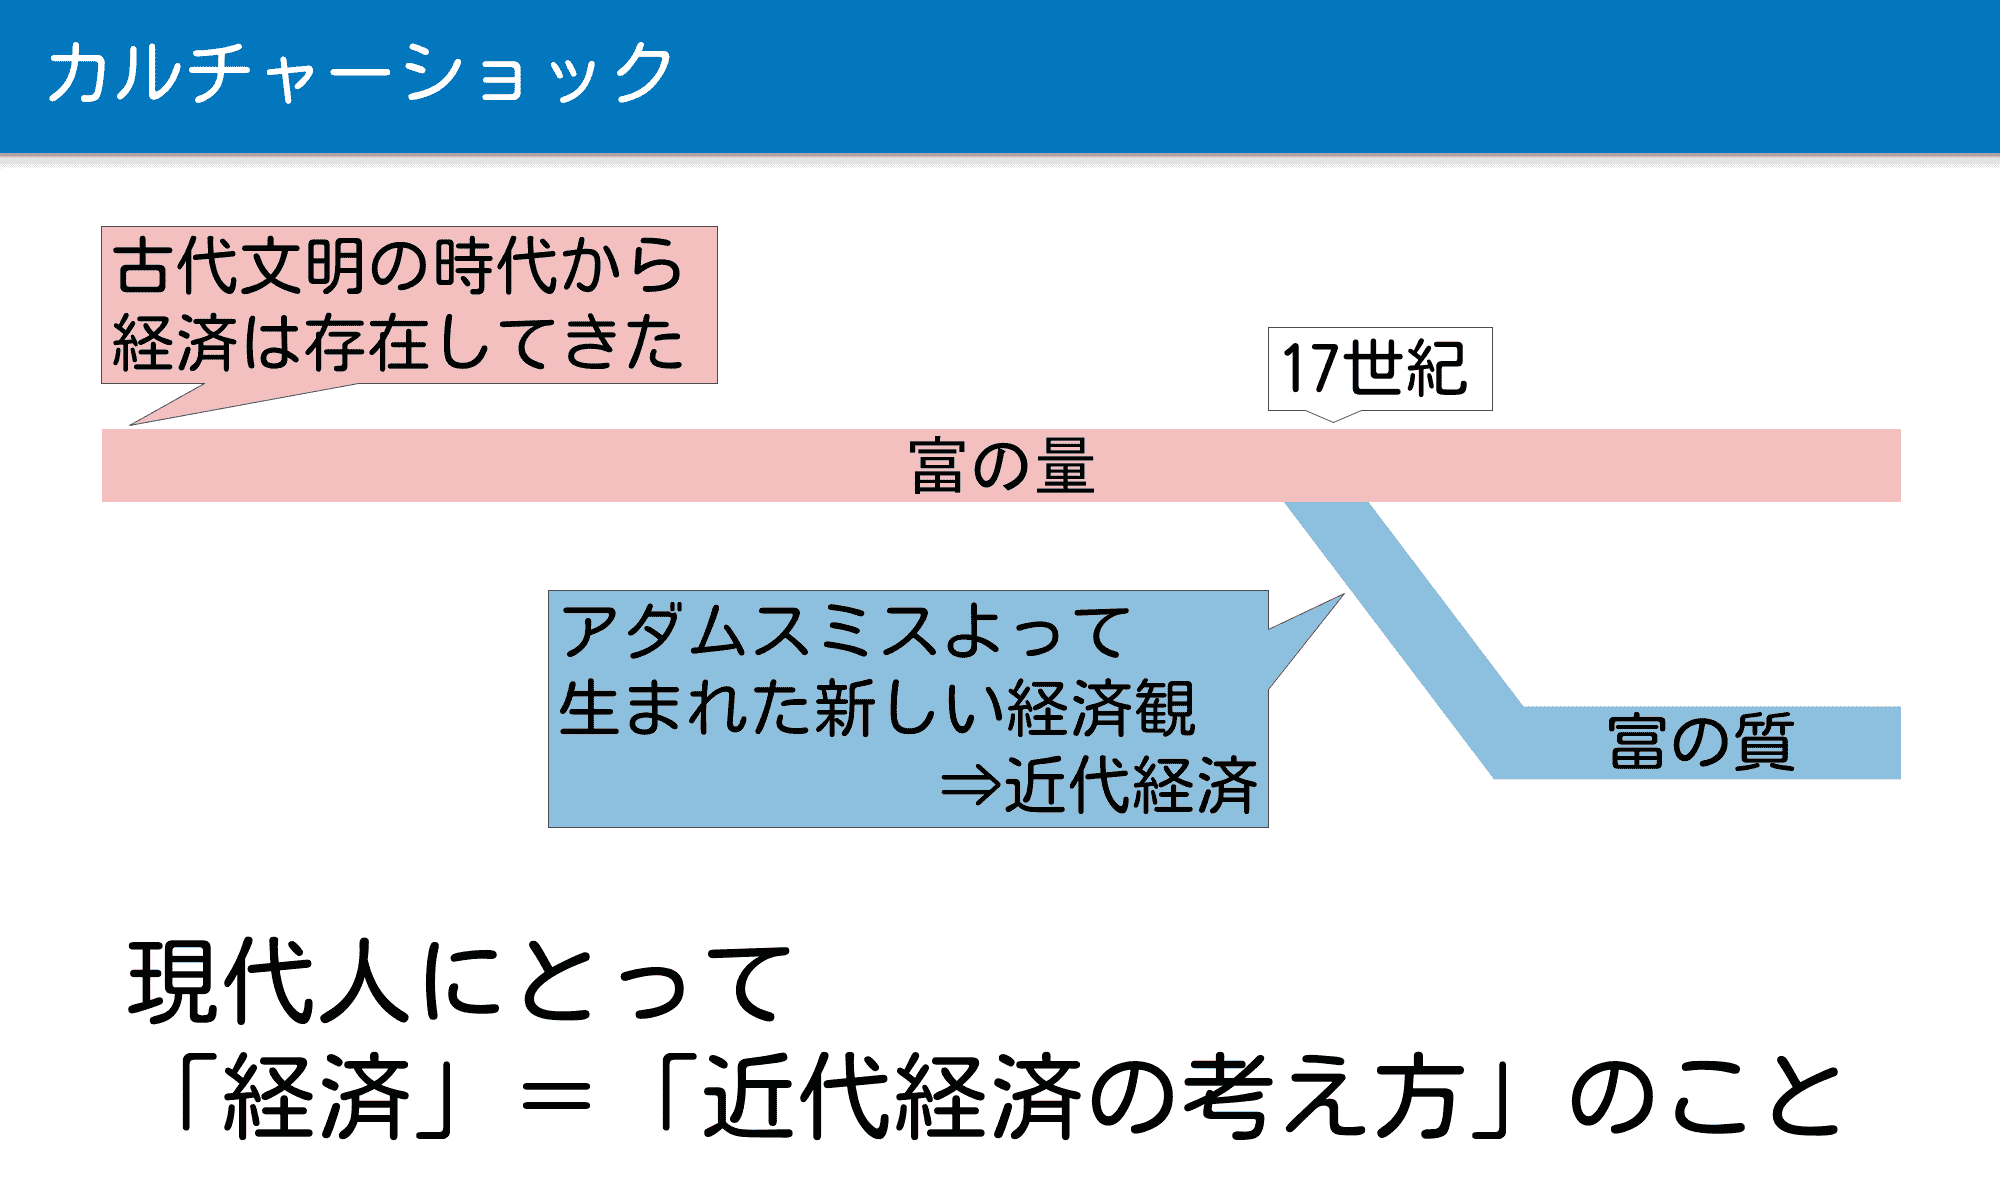 カルチャーショック
古代文明の時代から
経済は存在してきた
17世紀
富の量
アダムスミスよって
生まれた新しい経済観
⇒近代経済
富の質
現代人にとって
「経済」＝「近代経済の考え方」のこと